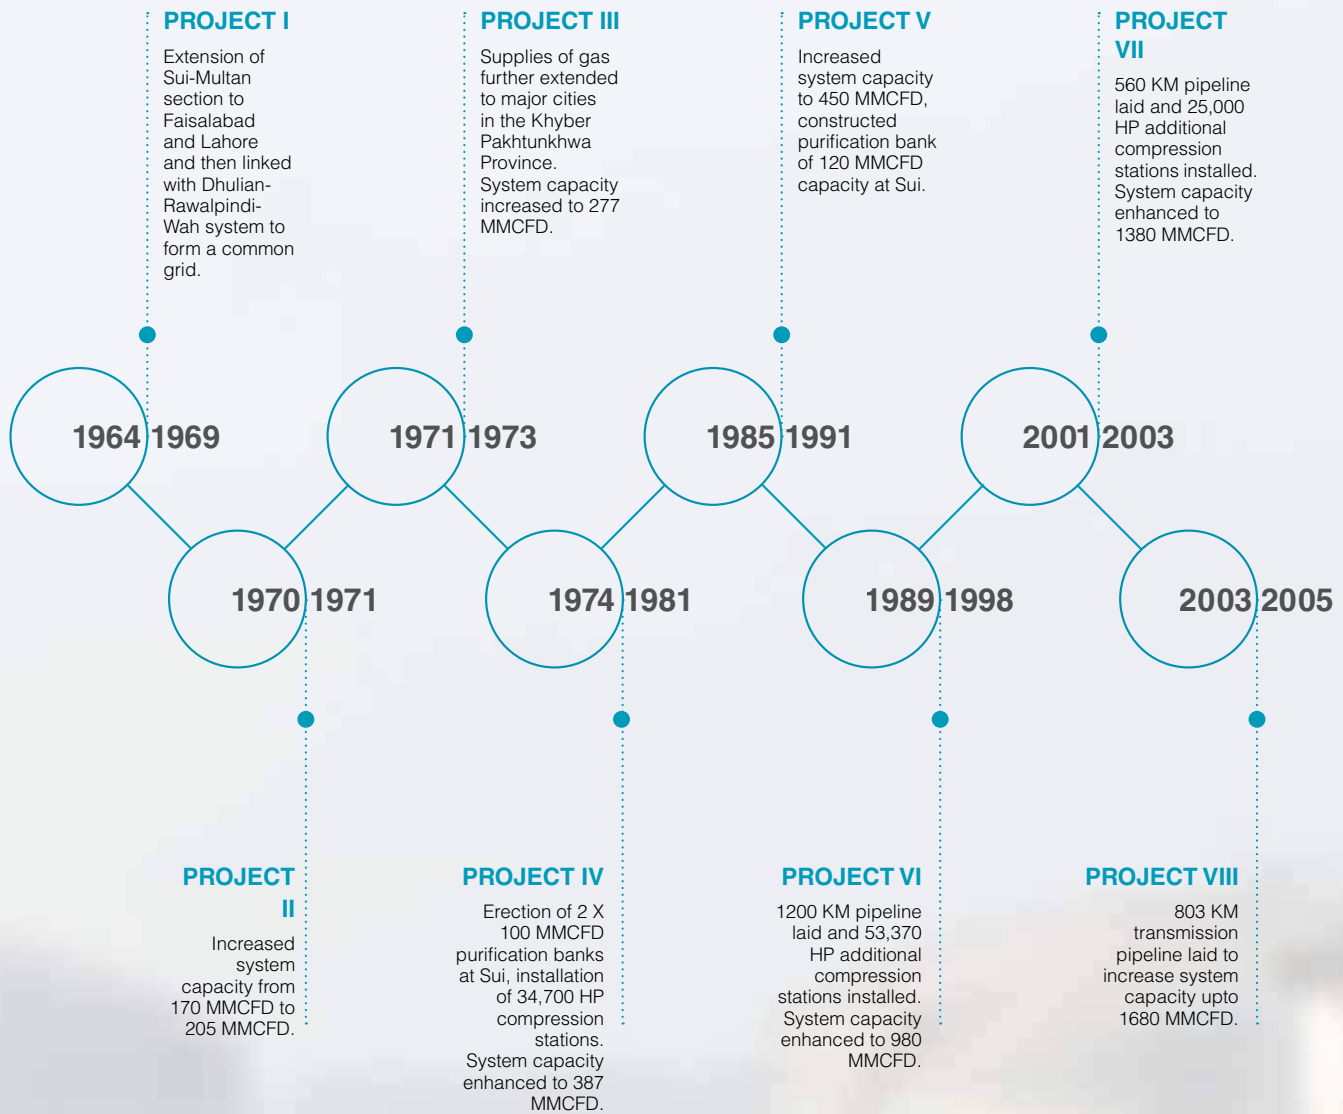 PROJECT I
Extension of
Sui-Multan
section to
Faisalabad
and Lahore
and then linked
with Dhulian-
Rawalpindi-
Wah system to
form a common
grid.
PROJECT III
Supplies of gas
further extended
to major cities
in the Khyber
Pakhtunkhwa
Province.
System capacity
increased to 277
MMCFD.
PROJECT V
Increased
system capacity
to 450 MMCFD,
constructed
purification bank
of 120 MMCFD
capacity at Sui.
PROJECT
VII
560 KM pipeline
laid and 25,000
HP additional
compression
stations installed.
System capacity
enhanced to
1380 MMCFD.
1964 1969
1971 1973
1985 1991
2001 2003
1970 1971
1974 1981
1989 1998
2003 2005
PROJECT
II
Increased
system
capacity from
170 MMCFD to
205 MMCFD.
PROJECT IV
Erection of 2 X
100 MMCFD
purification banks
at Sui, installation
of 34,700 HP
compression
stations.
System capacity
enhanced to 387
MMCFD.
PROJECT VI
1200 KM pipeline
laid and 53,370
HP additional
compression
stations installed.
System capacity
enhanced to 980
MMCFD.
PROJECT VIII
803 KM
transmission
pipeline laid to
increase system
capacity upto
1680 MMCFD.